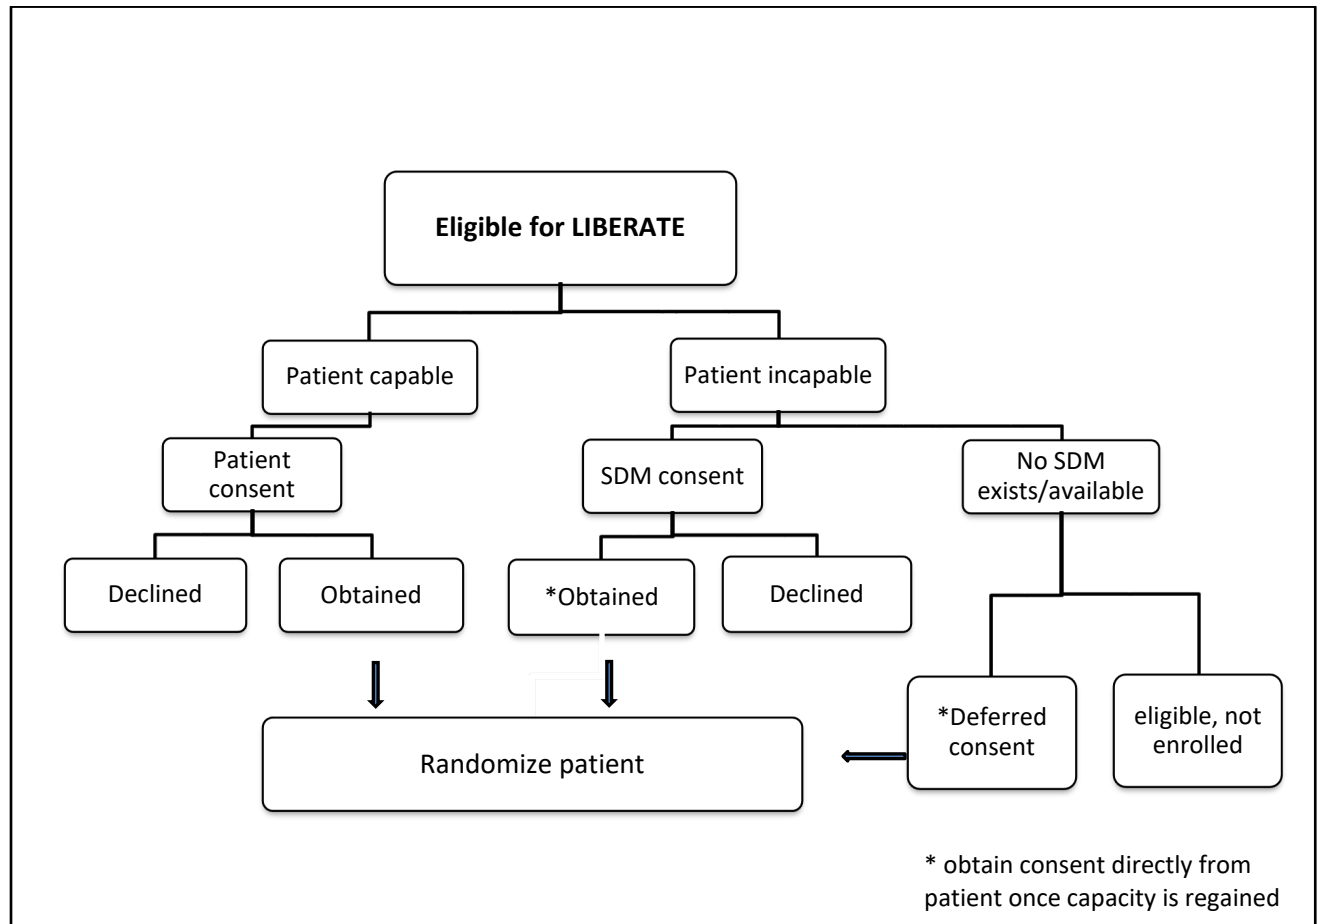 Eligible for LIBERATE
Patient capable
Patient incapable
Patient
consent
SDM consent
No SDM
exists/available
Declined
Obtained
*Obtained
Declined
*Deferred
consent
eligible, not
enrolled
Randomize patient
* obtain consent directly from
patient once capacity is regained